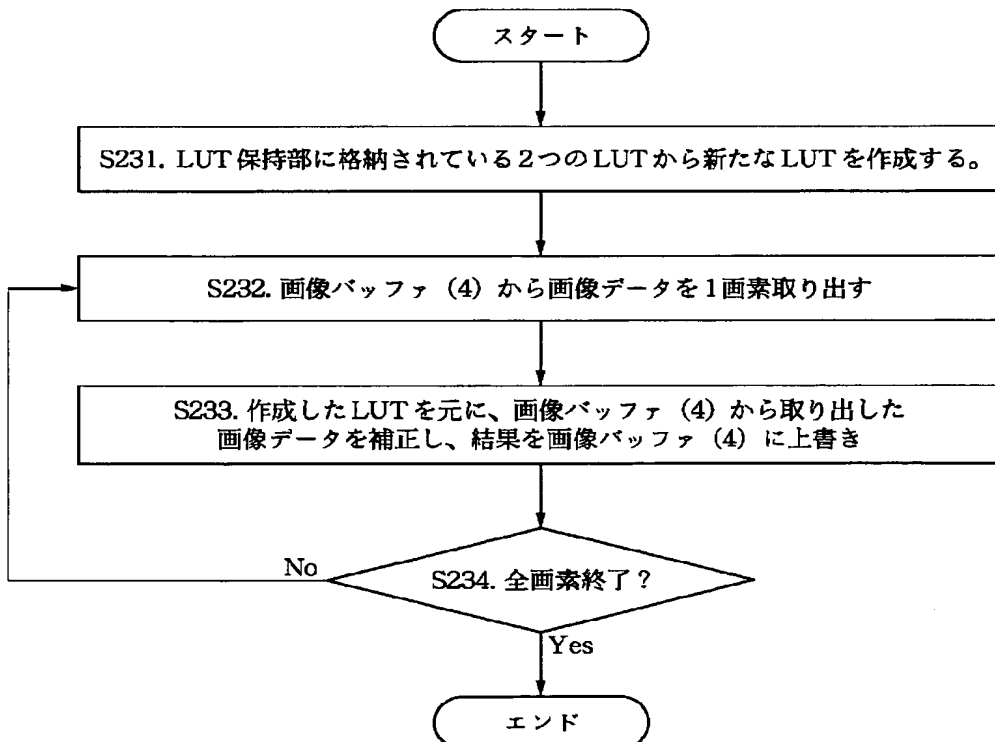 スタート
S231. LUT保持部に格納されている2つのLUTから新たなLUTを作成する。
S232. 画像バッファ (4) から画像データを1画素取り出す
S233. 作成したLUTを元に、画像バッファ (4) から取り出した
画像データを補正し、結果を画像バッファ (4) に上書き
No
S234. 全画素終了？
Yes
エンド